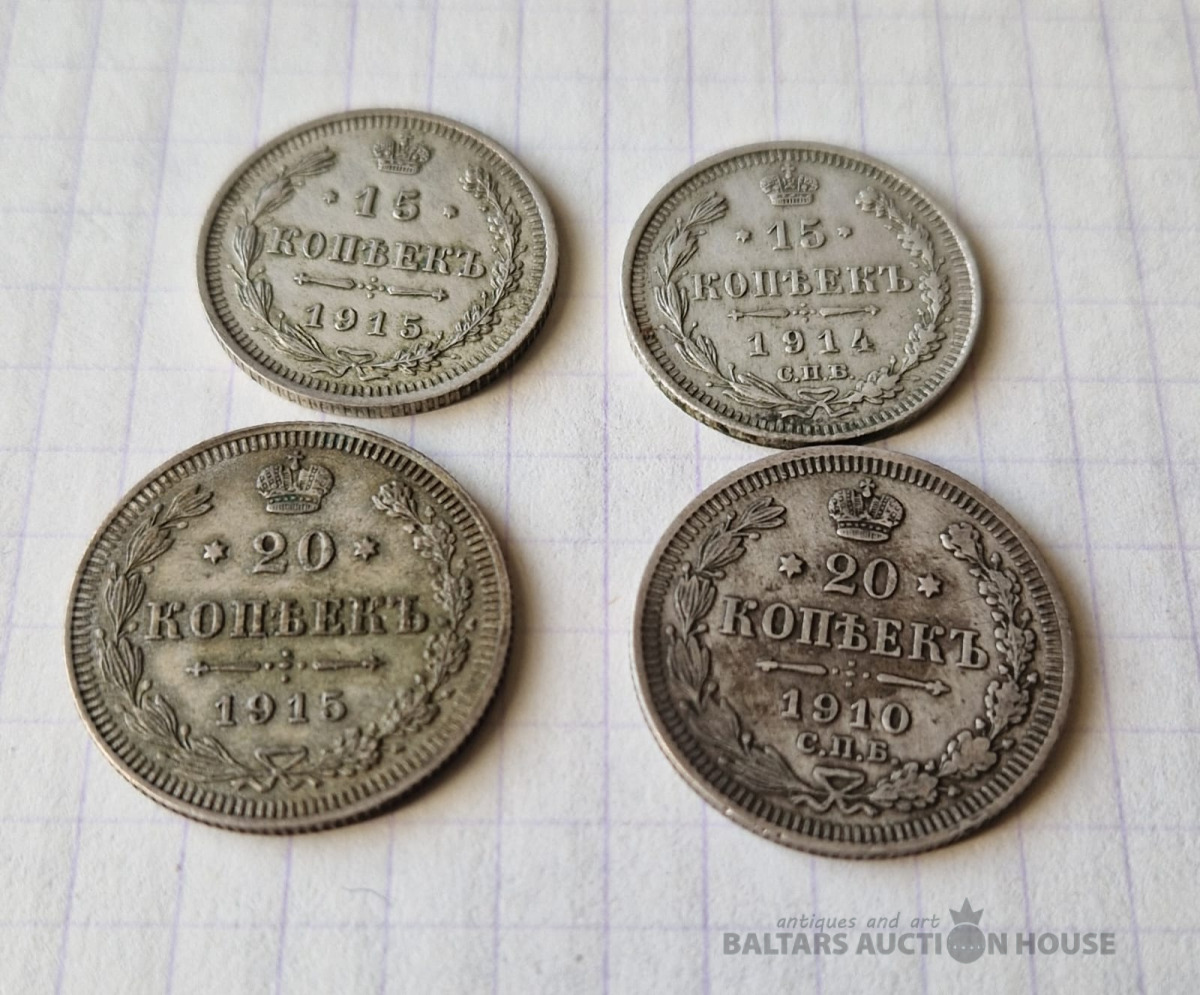 15
КОПѢЕКЪ
1915
15
КОПѢЕКЪ
1914
С.П.Б.
20
КОПѢЕКЪ
1915
20
КОПѢЕКЪ
1910
С.П.Б.
antiques and art
BALTARS AUCTION HOUSE